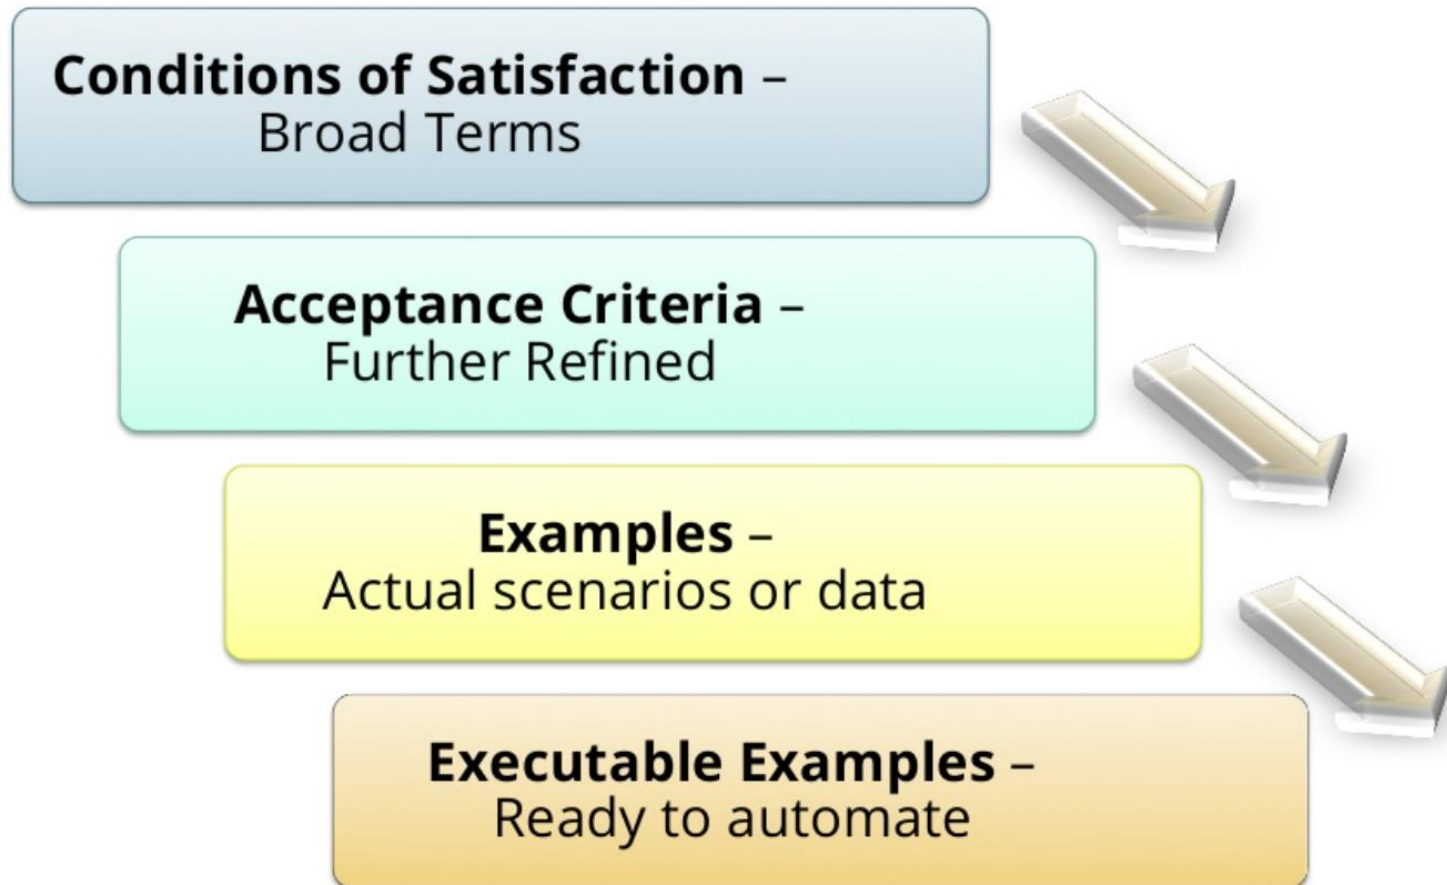 Conditions of Satisfaction –
Broad Terms
Acceptance Criteria –
Further Refined
Examples –
Actual scenarios or data
Executable Examples –
Ready to automate